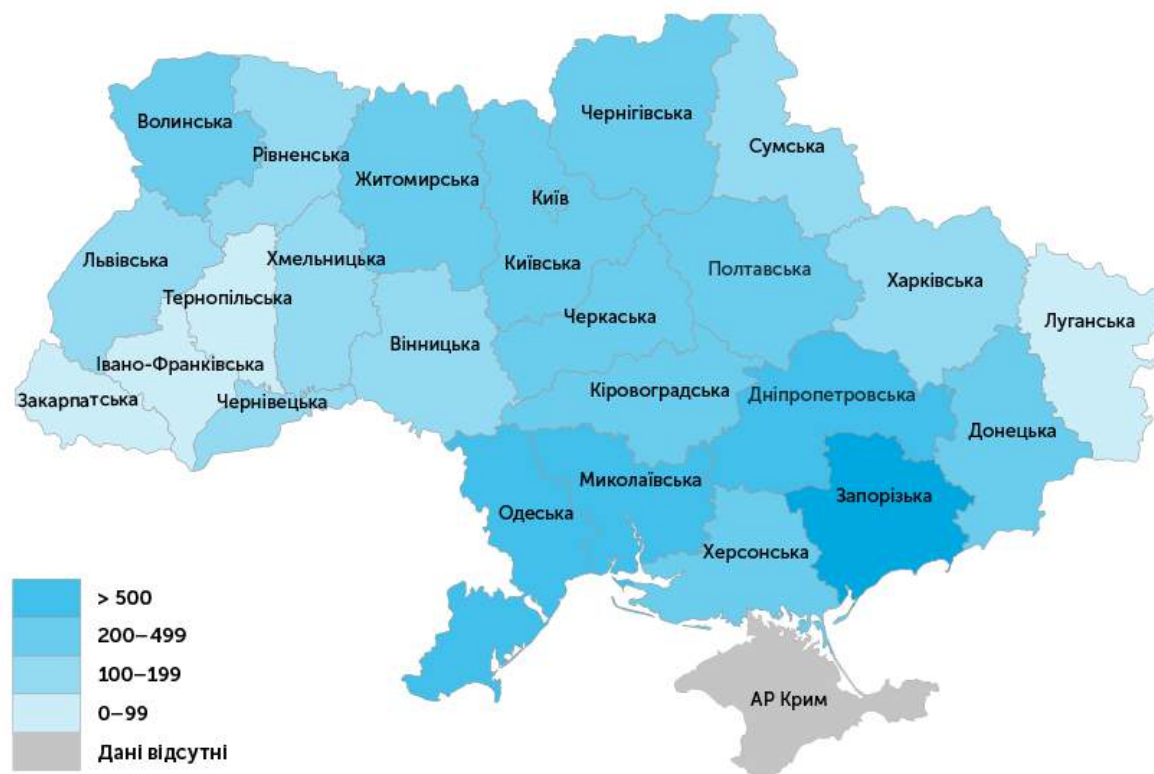 Чернігівська
Волинська
Рівненська
Сумська
Житомирська
Київ
Львівська
Хмельницька
Київська
Полтавська
Харківська
Тернопільська
Черкаська
Луганська
Вінницька
Івано-Франківська
Закарпатська
Чернівецька
Кіровоградська
Дніпропетровська
Донецька
Миколаївська
Запорізька
Одеська
Херсонська
> 500
200–499
100–199
0–99
Дані відсутні
АР Крим